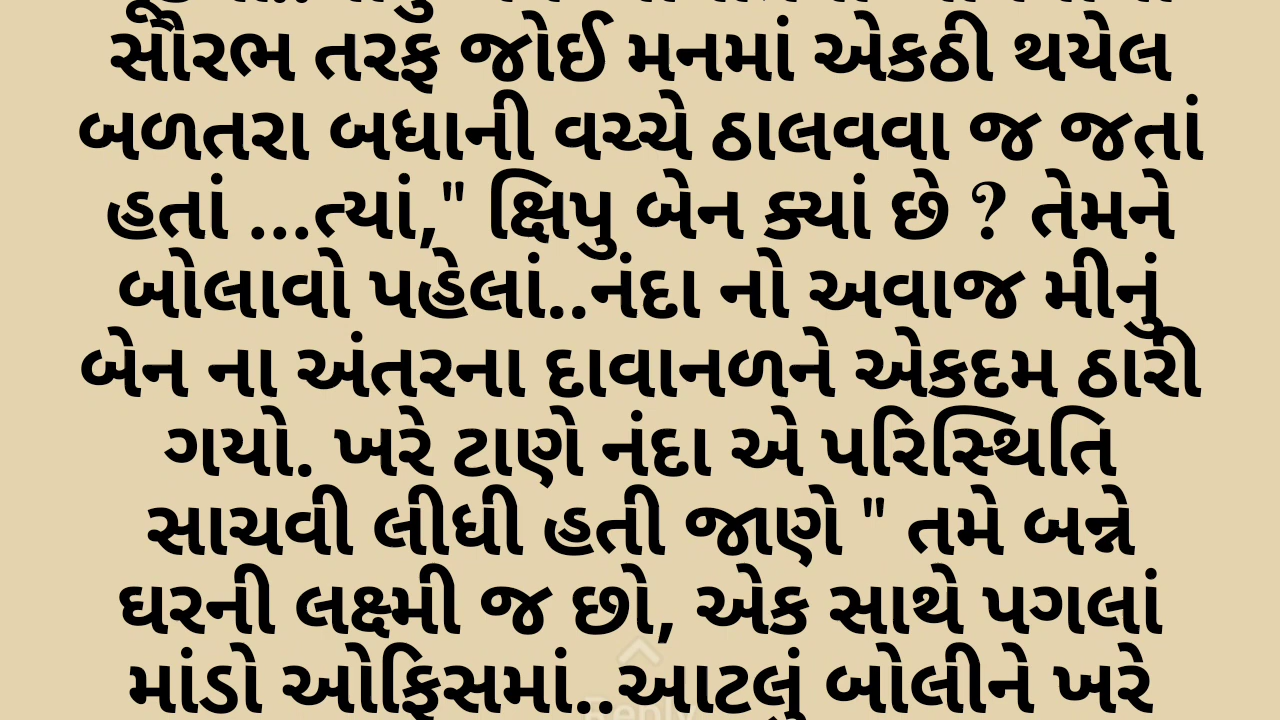 સૌરભ તરફ જોઈ મનમાં એકઠી થયેલ
બળતરા બધાની વચ્ચે ઠાલવવા જ જતાં
હતાં ...ત્યાં," ક્ષિપુ બેન ક્યાં છે ? તેમને
બોલાવો પહેલાં..નંદા નો અવાજ મીનું
બેન ના અંતરના દાવાનળને એકદમ ઠારી
ગયો. ખરે ટાણે નંદા એ પરિસ્થિતિ
સાચવી લીધી હતી જાણે " તમે બન્ને
ઘરની લક્ષ્મી જ છો, એક સાથે પગલાં
માંડો ઓફિસમાં..આટલું બોલીને ખરે